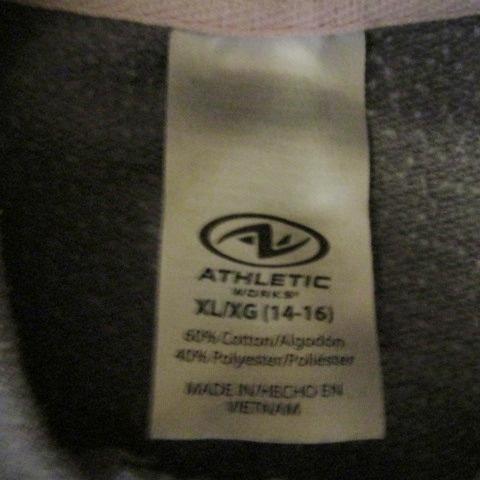 ATHLETIC
WORKS®
XL/XG (14-16)
60% Cotton/Algodón
40% Polyester/Poliéster
MADE IN/HECHO EN
VIETNAM